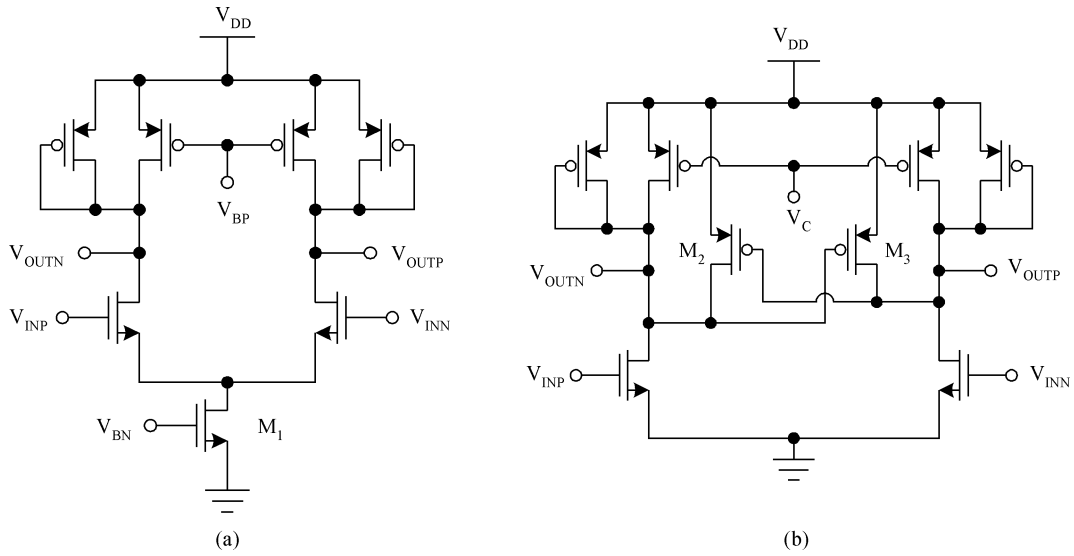 V_DD
V_BP
V_OUTN
V_OUTP
V_INP
V_INN
V_BN
M_1
(a)
V_DD
V_C
M_2
M_3
V_OUTN
V_OUTP
V_INP
V_INN
(b)